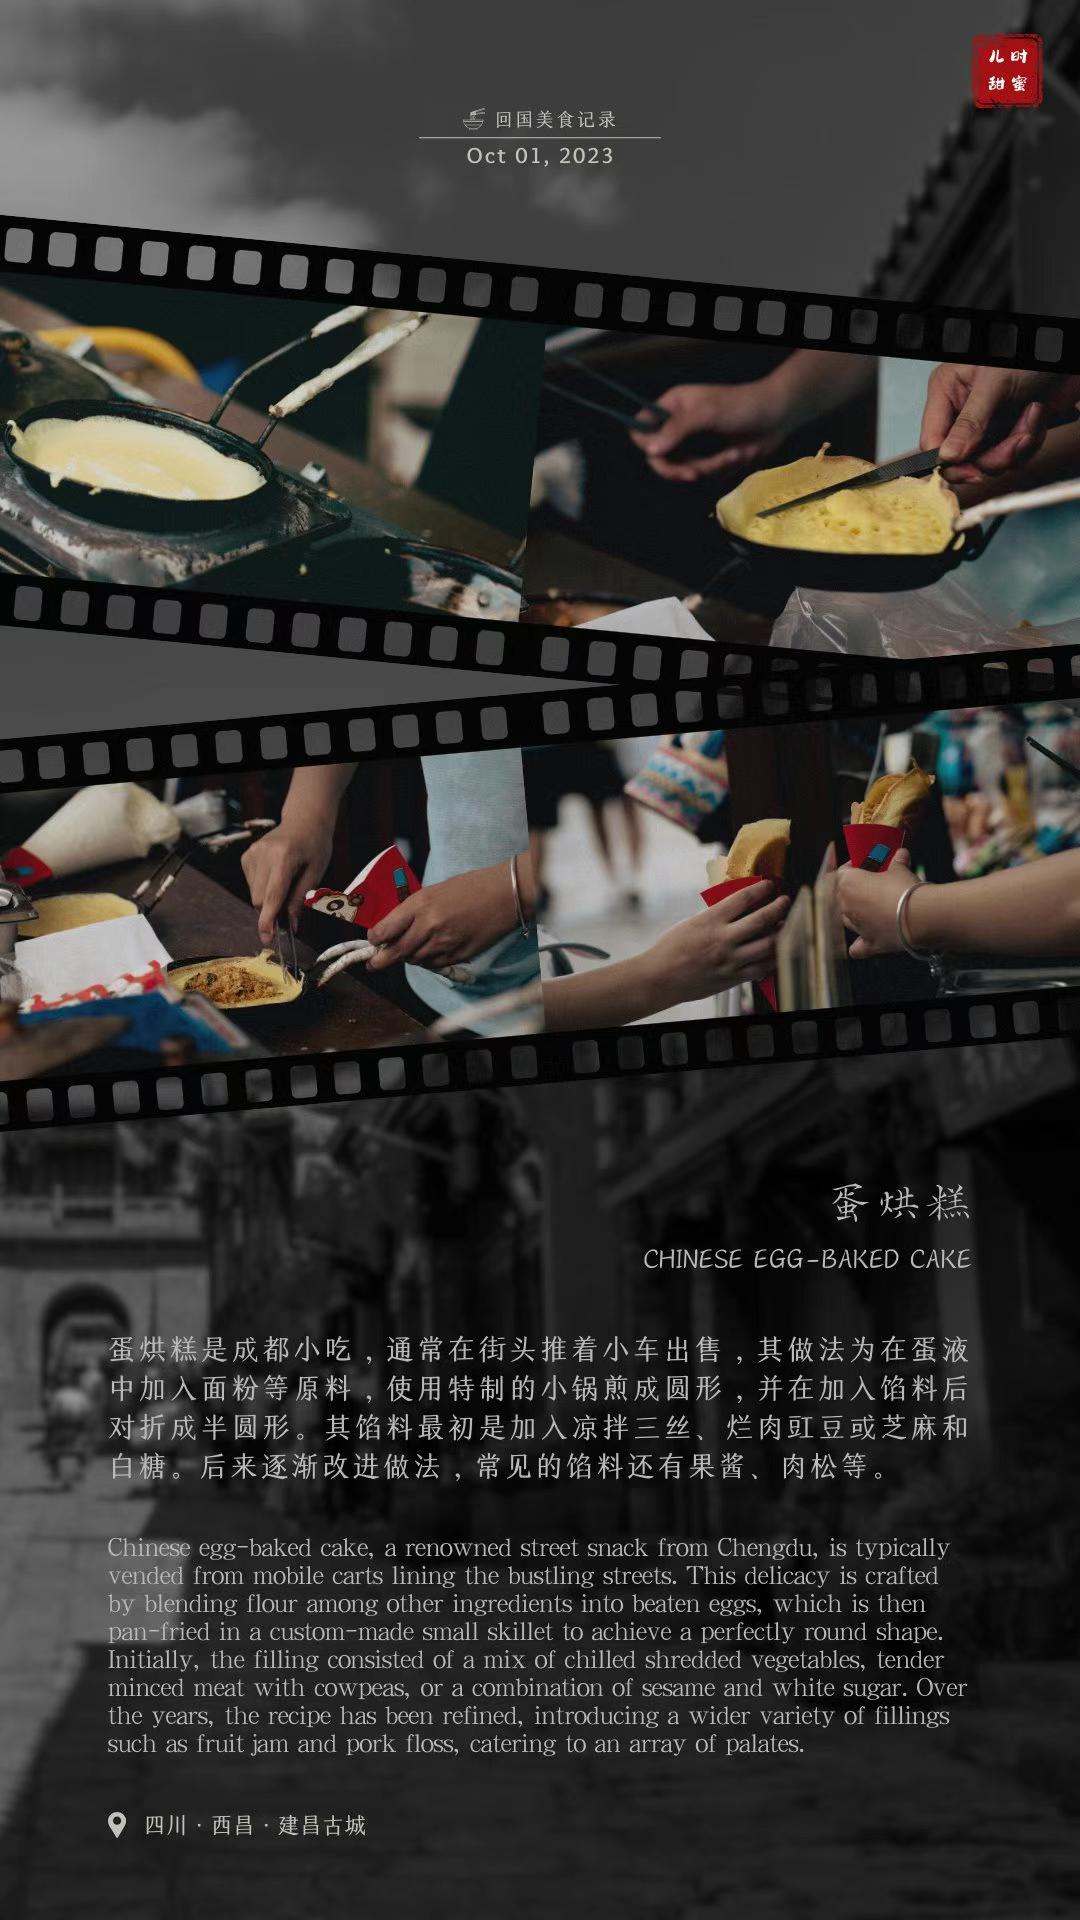 儿时
甜蜜
回国美食记录
Oct 01, 2023
蛋烘糕
CHINESE EGG-BAKED CAKE
蛋烘糕是成都小吃，通常在街头推着小车出售，其做法为在蛋液
中加入面粉等原料，使用特制的小锅煎成圆形，并在加入馅料后
对折成半圆形。其馅料最初是加入凉拌三丝、烂肉豇豆或芝麻和
白糖。后来逐渐改进做法，常见的馅料还有果酱、肉松等。
Chinese egg-baked cake, a renowned street snack from Chengdu, is typically
vended from mobile carts lining the bustling streets. This delicacy is crafted
by blending flour among other ingredients into beaten eggs, which is then
pan-fried in a custom-made small skillet to achieve a perfectly round shape.
Initially, the filling consisted of a mix of chilled shredded vegetables, tender
minced meat with cowpeas, or a combination of sesame and white sugar. Over
the years, the recipe has been refined, introducing a wider variety of fillings
such as fruit jam and pork floss, catering to an array of palates.
四川 · 西昌 · 建昌古城